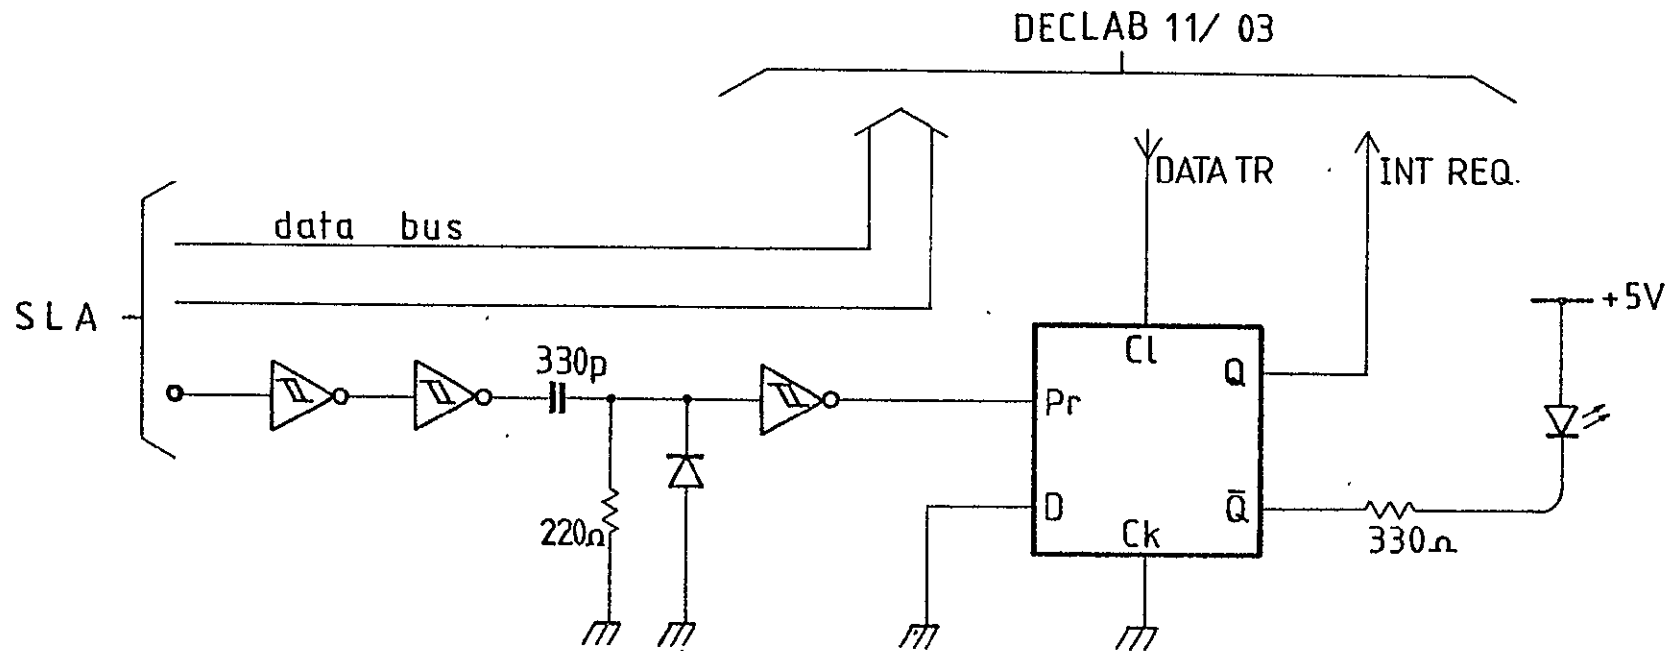 DECLAB 11/ 03
DATA TR
INT REQ.
data bus
SLA
+5V
330p
Cl
Q
Pr
D
Q̅
220Ω
Ck
330Ω